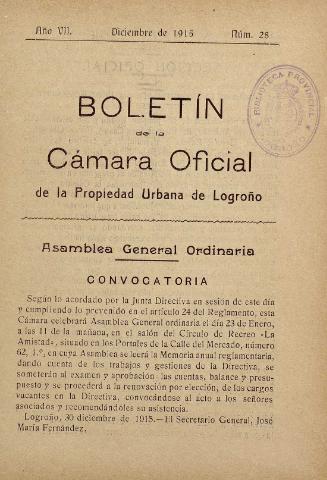 Año VII. Diciembre de 1915 Núm. 28
BOLETÍN
de la
Cámara Oficial
de la Propiedad Urbana de Logroño
Asamblea General Ordinaria
CONVOCATORIA
Según lo acordado por la Junta Directiva en sesión de este día
y cumpliendo lo prevenido en el artículo 24 del Reglamento, esta
Cámara celebrará Asamblea General ordinaria el día 23 de Enero,
a las 11 de la mañana, en el salón del Círculo de Recreo «La
Amistad», situado en los Portales de la Calle del Mercado, número
62, 1.º, en cuya Asamblea se leerá la Memoria anual reglamentaria,
dando cuenta de los trabajos y gestiones de la Directiva, se
someterán al examen y aprobación las cuentas, balance y presu-
puesto y se procederá a la renovación por elección, de los cargos
vacantes en la Directiva, convocándose al acto a los señores
asociados y recomendándoles su asistencia.
Logroño, 30 diciembre de 1915.—El Secretario General, José
María Fernández.
BIBLIOTECA PROVINCIAL